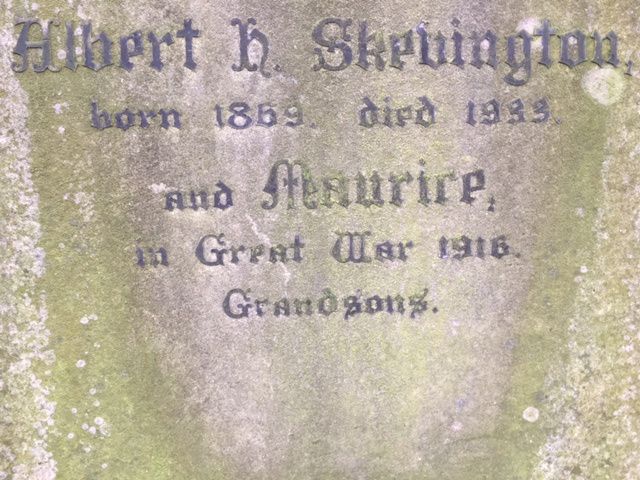 Albert H. Skevington,
born 1869. died 1933.
and Maurice,
in Great War 1916.
Grandsons.